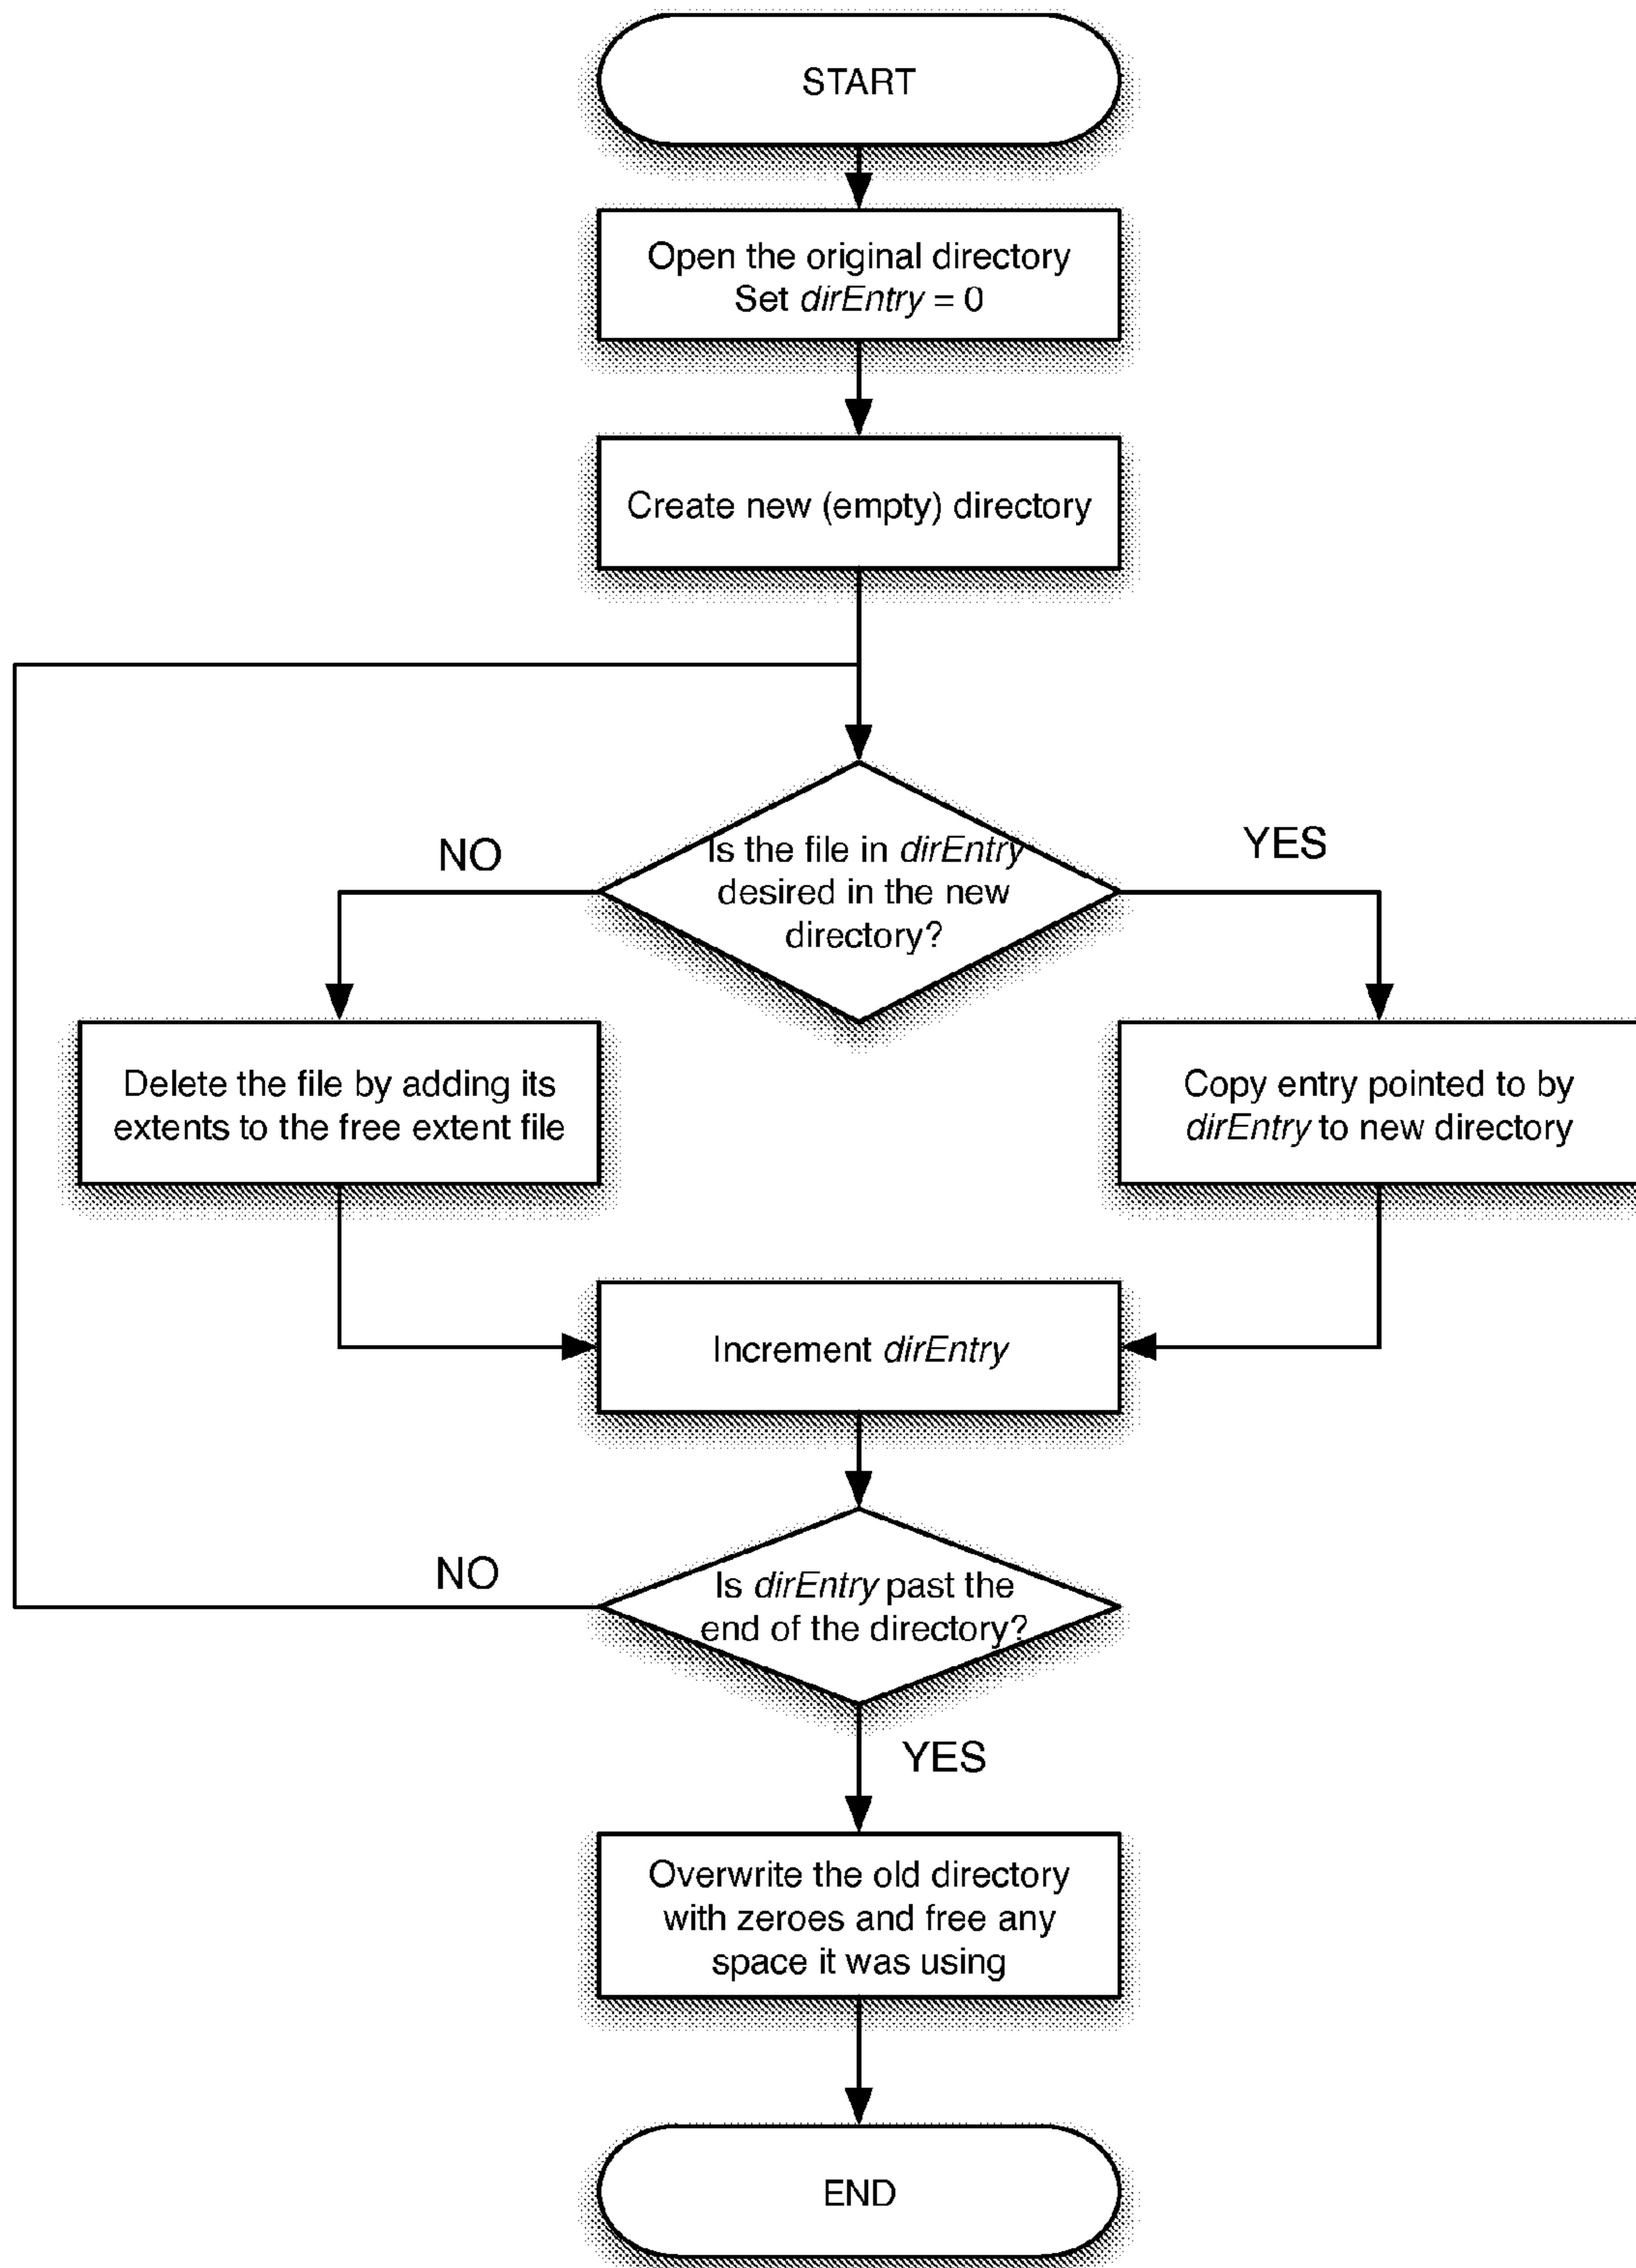 START
Open the original directory
Set dirEntry = 0
Create new (empty) directory
NO
YES
Is the file in dirEntry
desired in the new
directory?
Delete the file by adding its
extents to the free extent file
Copy entry pointed to by
dirEntry to new directory
Increment dirEntry
NO
Is dirEntry past the
end of the directory?
YES
Overwrite the old directory
with zeroes and free any
space it was using
END